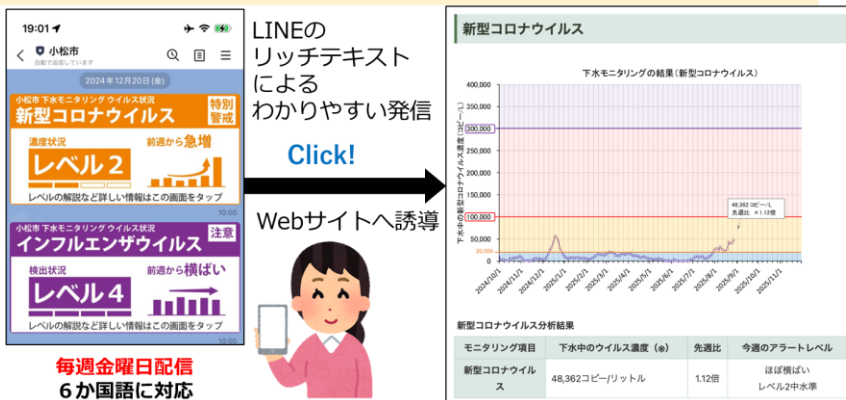 19:01
小松市
自動で返信しています
2024年12月20日(金)
小松市 下水モニタリング ウイルス状況
新型コロナウイルス
特別
警戒
濃度状況
前週から急増
レベル2
レベルの解説など詳しい情報はこの画面をタップ
10:00
小松市 下水モニタリング ウイルス状況
インフルエンザウイルス
注意
検出状況
前週から横ばい
レベル4
レベルの解説など詳しい情報はこの画面をタップ
10:00
毎週金曜日配信
6か国語に対応
LINEの
リッチテキスト
による
わかりやすい発信
Click!
Webサイトへ誘導
新型コロナウイルス
下水モニタリングの結果(新型コロナウイルス)
下水中の新型コロナウイルス濃度(コピー/L)
400,000
350,000
300,000
250,000
200,000
150,000
100,000
50,000
20,000
0
48,362 コピー/L
先週比 ×1.12倍
2024/10/1
2024/11/1
2024/12/1
2025/1/1
2025/2/1
2025/3/1
2025/4/1
2025/5/1
2025/6/1
2025/7/1
2025/8/1
2025/9/1
2025/10/1
2025/11/1
新型コロナウイルス分析結果
モニタリング項目 下水中のウイルス濃度(※) 先週比 今週のアラートレベル
新型コロナウイルス 48,362コピー/リットル 1.12倍 ほぼ横ばい
レベル2中水準